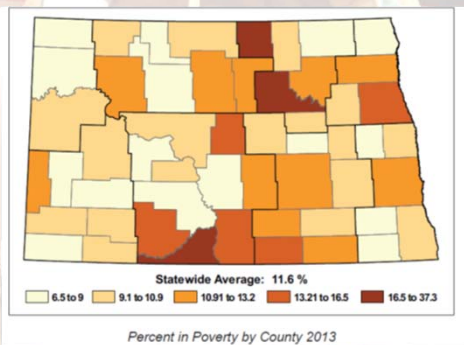 Statewide Average: 11.6 %
6.5 to 9 9.1 to 10.9 10.91 to 13.2 13.21 to 16.5 16.5 to 37.3
Percent in Poverty by County 2013